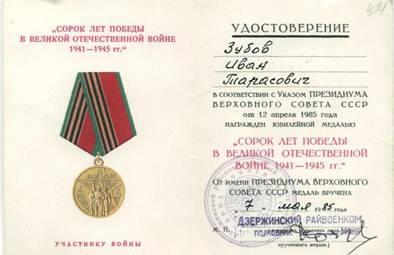 „СОРОК ЛЕТ ПОБЕДЫ
В ВЕЛИКОЙ ОТЕЧЕСТВЕННОЙ ВОЙНЕ
1941—1945 гг.“
УЧАСТНИКУ ВОЙНЫ
УДОСТОВЕРЕНИЕ
Зубов
Иван
Тарасович
В СООТВЕТСТВИИ С УКАЗОМ ПРЕЗИДИУМА
ВЕРХОВНОГО СОВЕТА СССР
от 12 апреля 1985 года
НАГРАЖДЕН ЮБИЛЕЙНОЙ МЕДАЛЬЮ
„СОРОК ЛЕТ ПОБЕДЫ
В ВЕЛИКОЙ ОТЕЧЕСТВЕННОЙ
ВОЙНЕ 1941—1945 гг.“
От имени ПРЕЗИДИУМА ВЕРХОВНОГО
СОВЕТА СССР МЕДАЛЬ ВРУЧЕНА
7. мая 1985 года
ДЗЕРЖИНСКИЙ РАЙВОЕНКОМ
М. П. ПОЛКОВНИК
вручившего медаль)